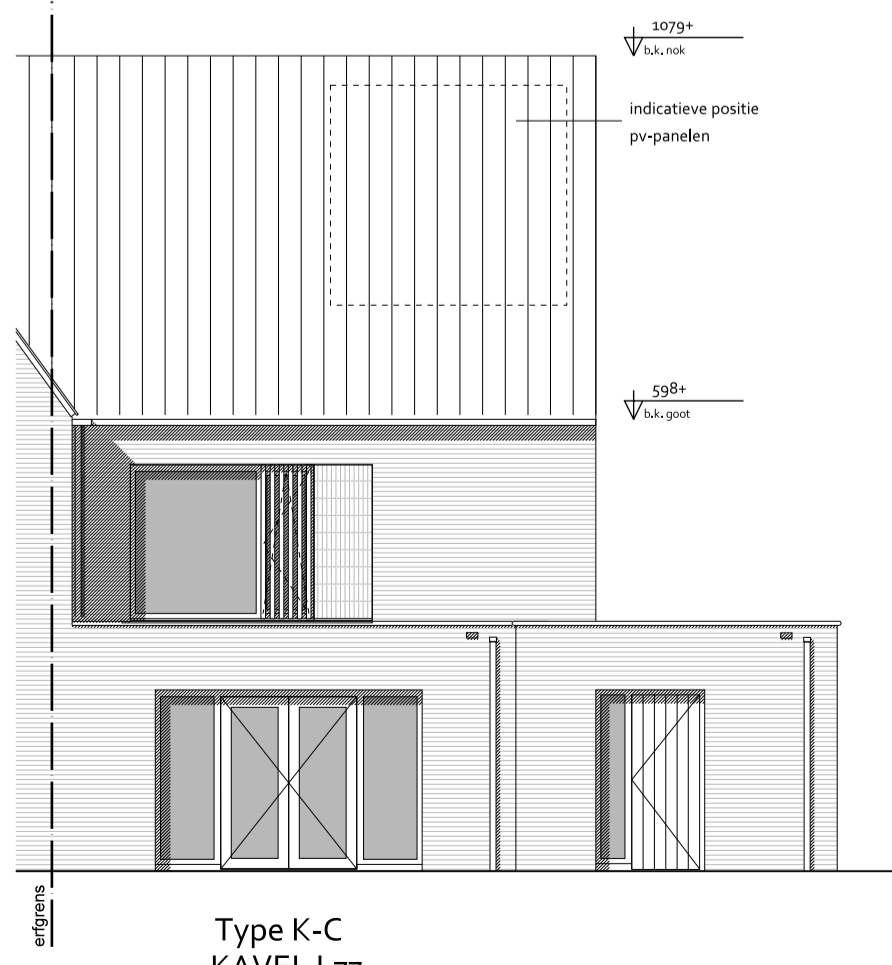 1079+
b.k. nok
indicatieve positie
pv-panelen
598+
b.k. goot
erfgrens
Type K-C